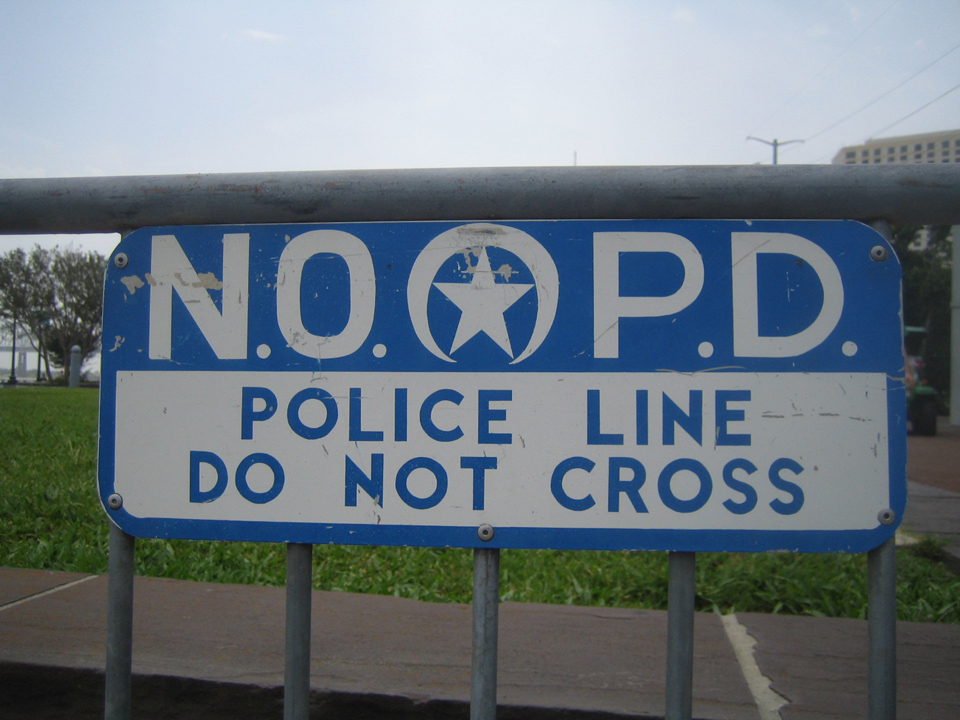 N.O. P.D.
POLICE LINE
DO NOT CROSS